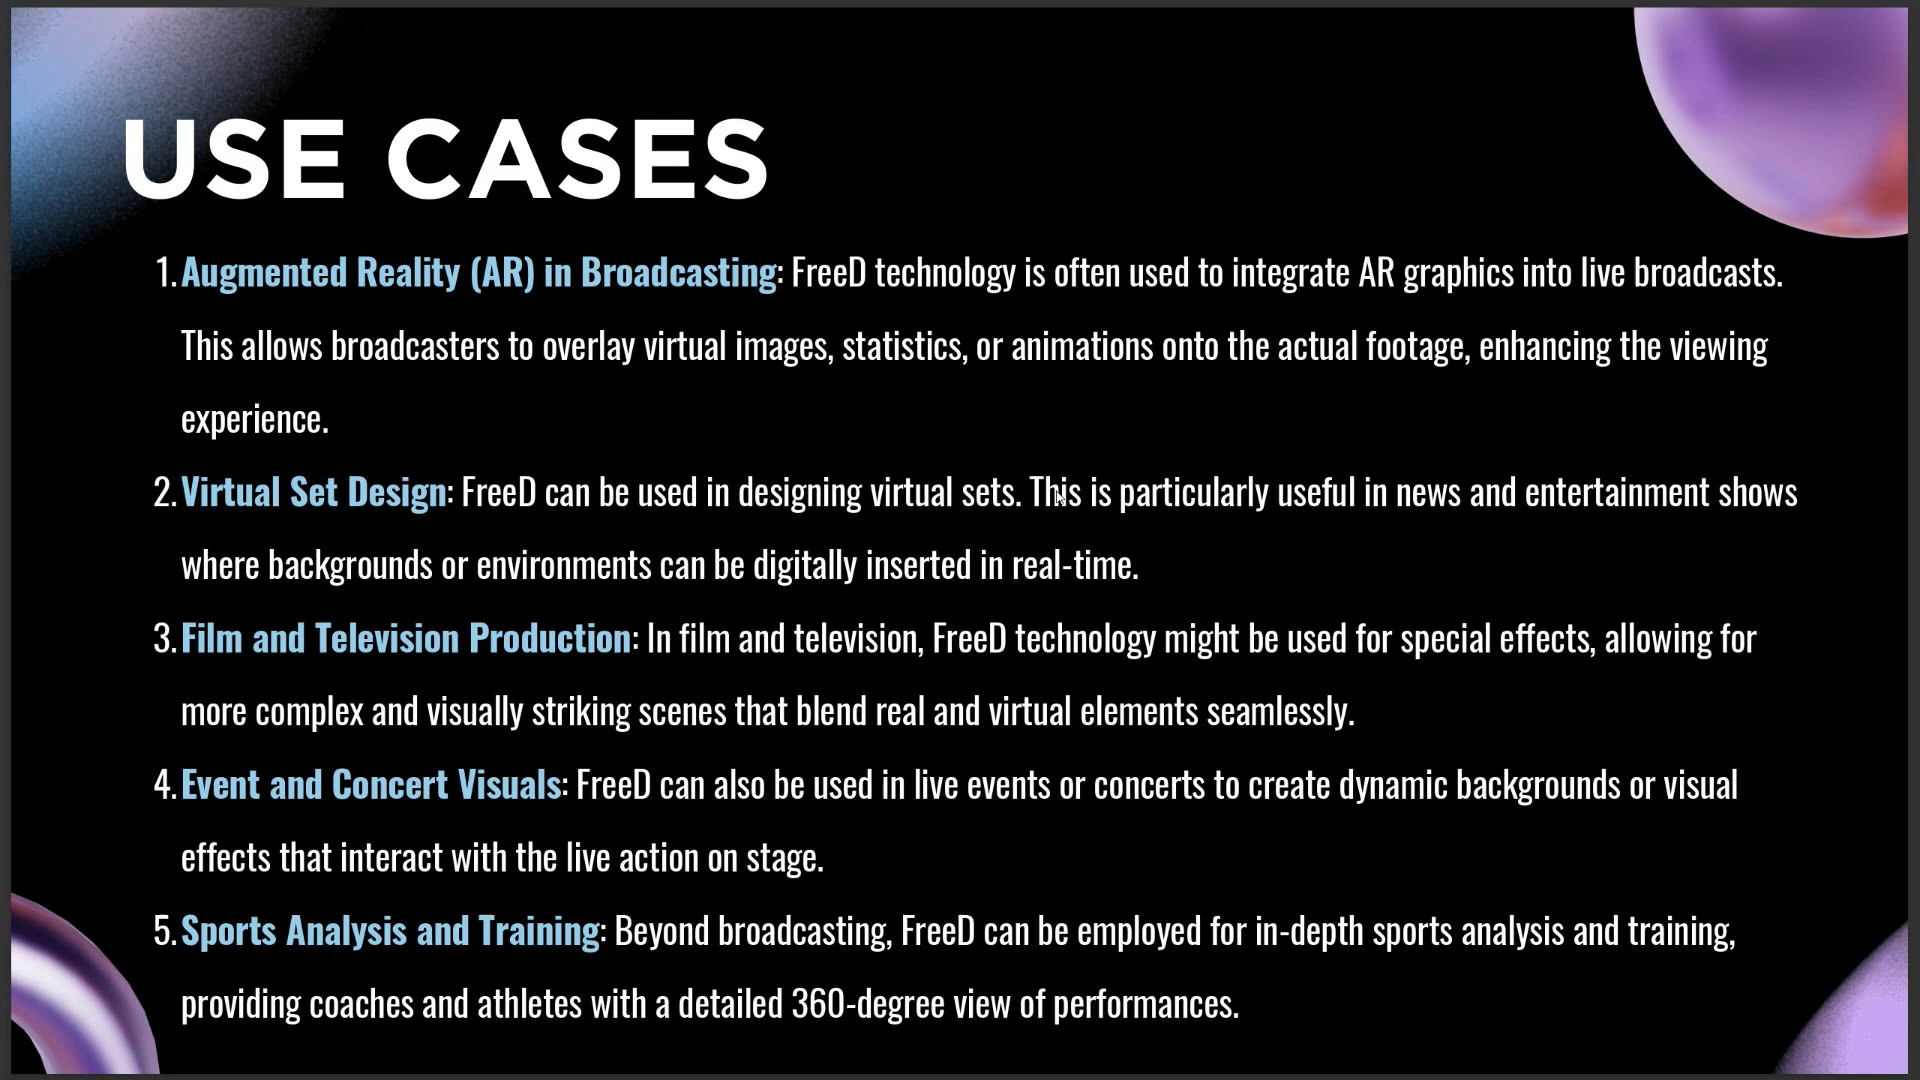 USE CASES
1. Augmented Reality (AR) in Broadcasting: FreeD technology is often used to integrate AR graphics into live broadcasts.
This allows broadcasters to overlay virtual images, statistics, or animations onto the actual footage, enhancing the viewing
experience.
2. Virtual Set Design: FreeD can be used in designing virtual sets. This is particularly useful in news and entertainment shows
where backgrounds or environments can be digitally inserted in real-time.
3. Film and Television Production: In film and television, FreeD technology might be used for special effects, allowing for
more complex and visually striking scenes that blend real and virtual elements seamlessly.
4. Event and Concert Visuals: FreeD can also be used in live events or concerts to create dynamic backgrounds or visual
effects that interact with the live action on stage.
5. Sports Analysis and Training: Beyond broadcasting, FreeD can be employed for in-depth sports analysis and training,
providing coaches and athletes with a detailed 360-degree view of performances.